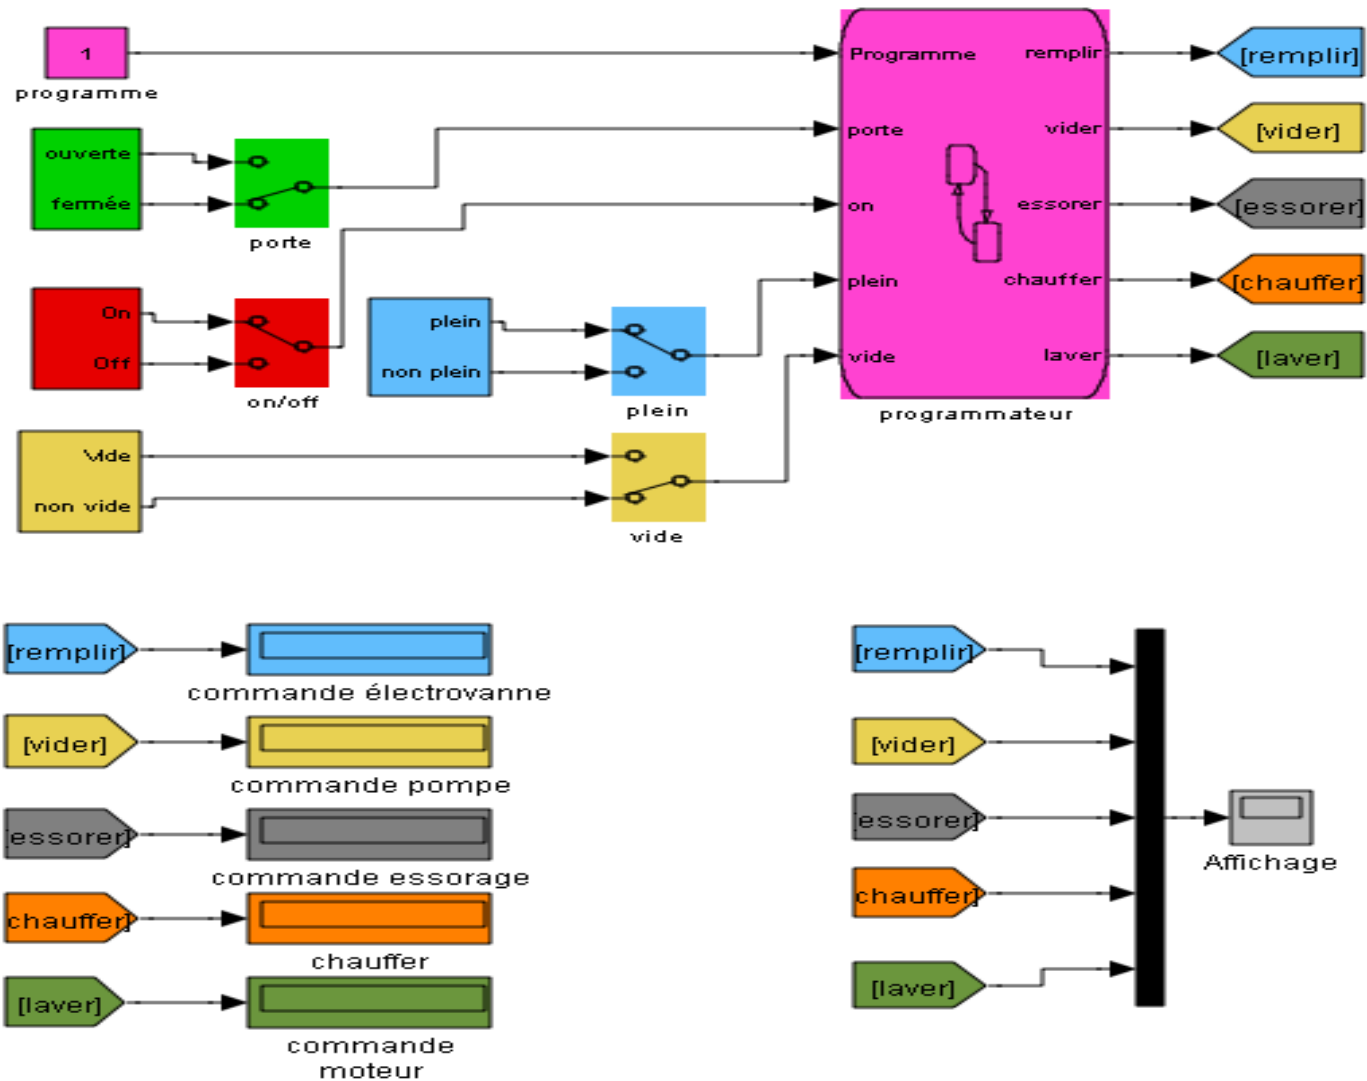 1
programme
ouverte
fermée
porte
On
Off
on/off
plein
non plein
plein
Vide
non vide
vide
Programme
porte
on
plein
vide
remplir
vider
essorer
chauffer
laver
programmateur
[remplir]
[vider]
[essorer]
[chauffer]
[laver]
[remplir]
commande électrovanne
[vider]
commande pompe
essorer]
commande essorage
chauffer]
chauffer
[laver]
commande
moteur
[remplir]
[vider]
essorer]
chauffer]
[laver]
Affichage